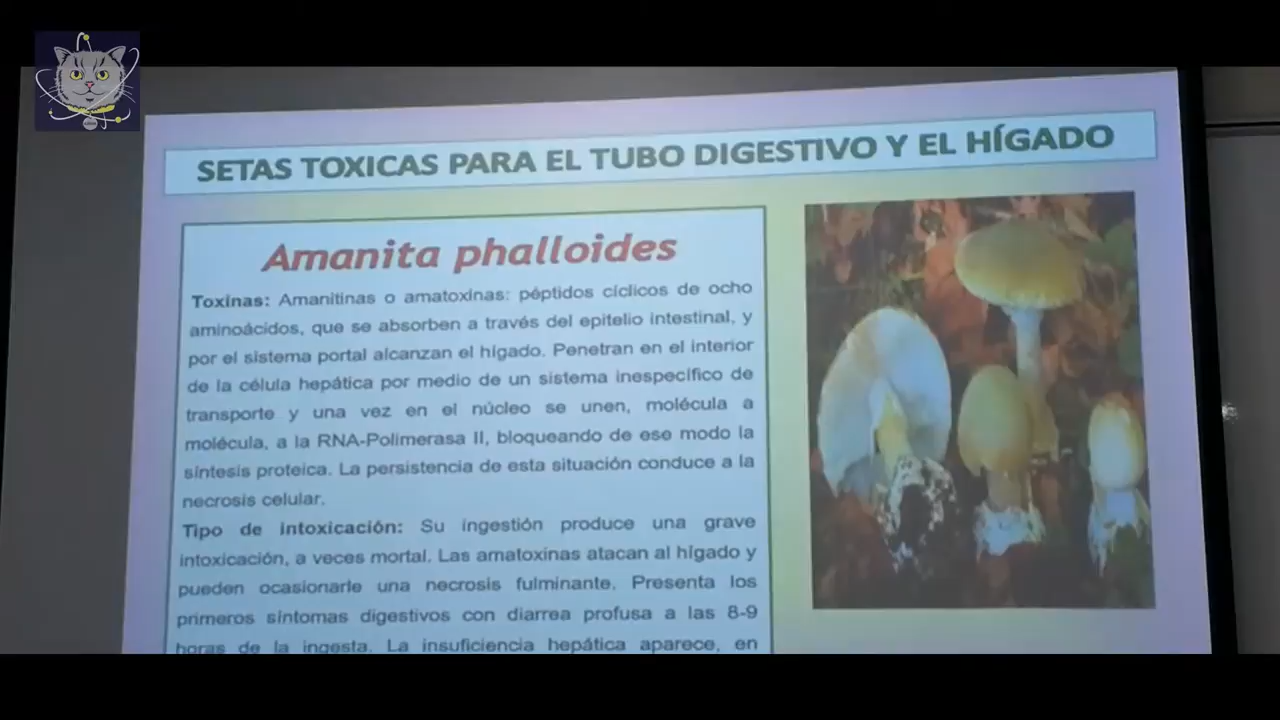 SETAS TOXICAS PARA EL TUBO DIGESTIVO Y EL HÍGADO
Amanita phalloides
Toxinas: Amanitinas o amatoxinas: péptidos cíclicos de ocho
aminoácidos, que se absorben a través del epitelio intestinal, y
por el sistema portal alcanzan el hígado. Penetran en el interior
de la célula hepática por medio de un sistema inespecífico de
transporte y una vez en el núcleo se unen, molécula a
molécula, a la RNA-Polimerasa II, bloqueando de ese modo la
síntesis proteica. La persistencia de esta situación conduce a la
necrosis celular.
Tipo de intoxicación: Su ingestión produce una grave
intoxicación, a veces mortal. Las amatoxinas atacan al hígado y
pueden ocasionarle una necrosis fulminante. Presenta los
primeros síntomas digestivos con diarrea profusa a las 8-9
horas de la ingesta. La insuficiencia hepática aparece, en